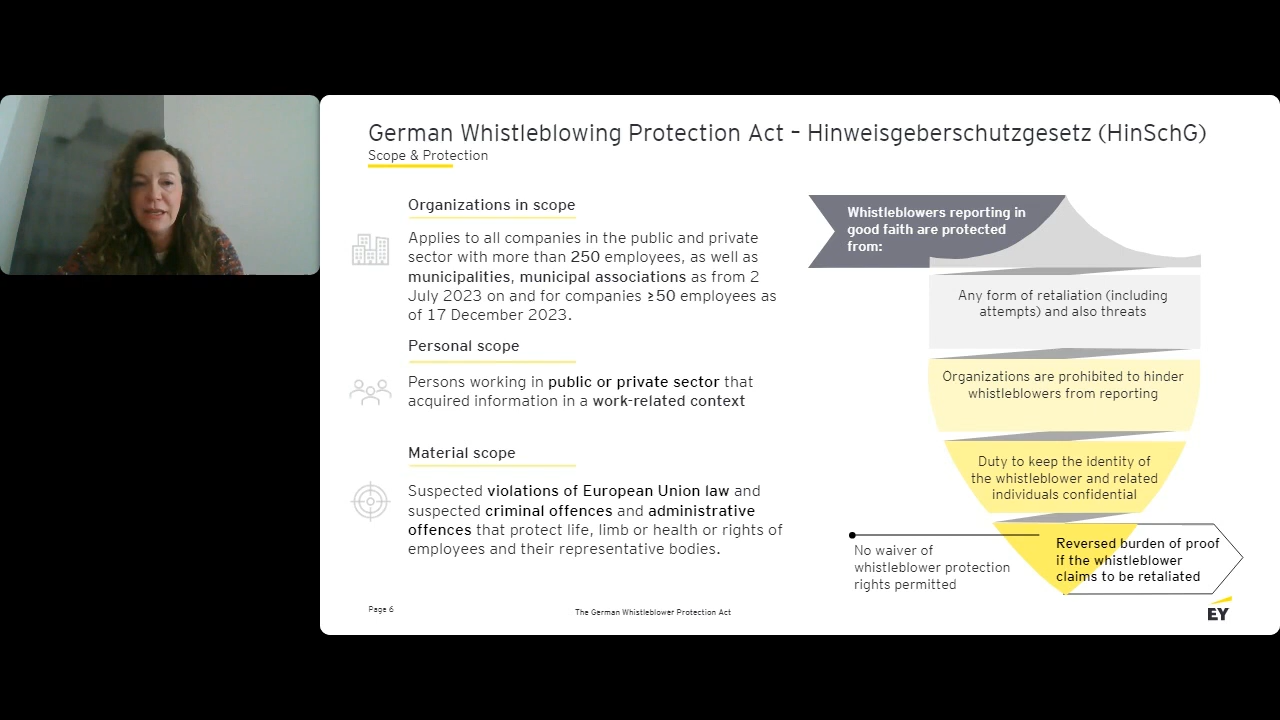 German Whistleblowing Protection Act – Hinweisgeberschutzgesetz (HinSchG)
Scope & Protection
Organizations in scope
Applies to all companies in the public and private
sector with more than 250 employees, as well as
municipalities, municipal associations as from 2
July 2023 on and for companies ≥50 employees as
of 17 December 2023.
Personal scope
Persons working in public or private sector that
acquired information in a work-related context
Material scope
Suspected violations of European Union law and
suspected criminal offences and administrative
offences that protect life, limb or health or rights of
employees and their representative bodies.
Whistleblowers reporting in
good faith are protected
from:
Any form of retaliation (including
attempts) and also threats
Organizations are prohibited to hinder
whistleblowers from reporting
Duty to keep the identity of
the whistleblower and related
individuals confidential
No waiver of
whistleblower protection
rights permitted
Reversed burden of proof
if the whistleblower
claims to be retaliated
Page 6
The German Whistleblower Protection Act
EY